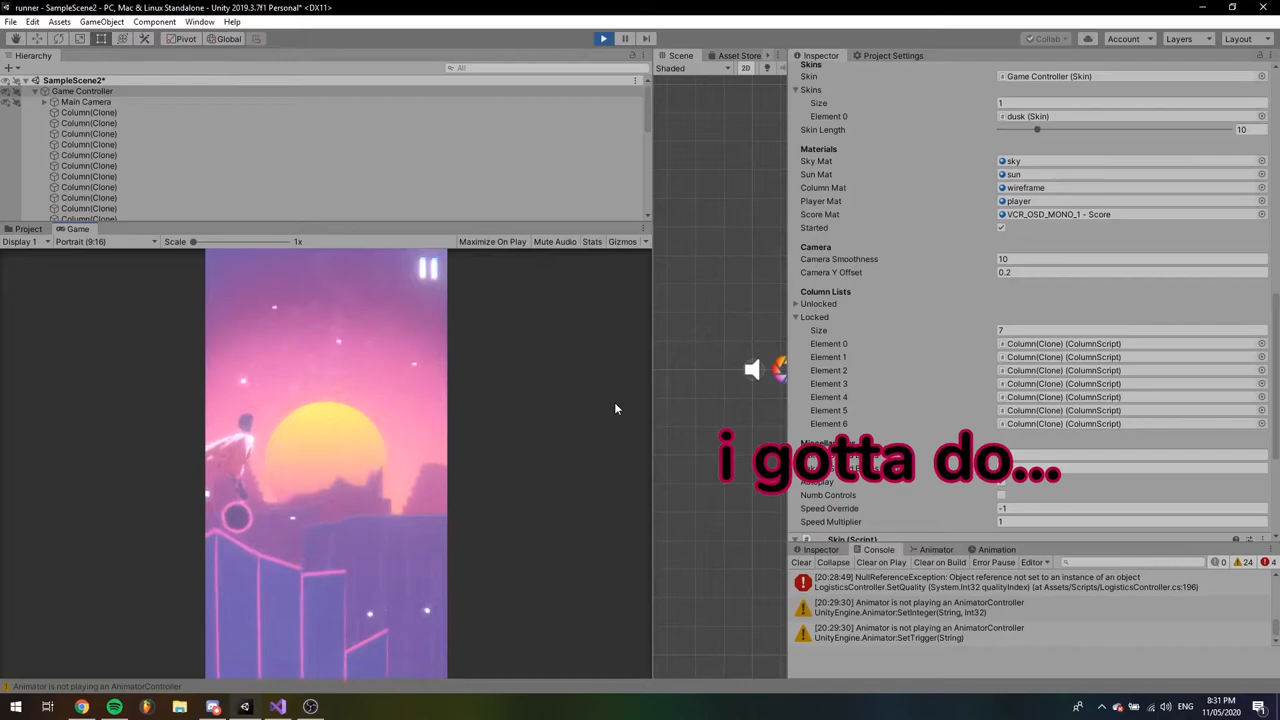 runner - SampleScene2 - PC, Mac & Linux Standalone - Unity 2019.3.7f1 Personal* <DX11>
File Edit Assets GameObject Component Window Help
Pivot Global Collab Account Layers Layout
Hierarchy
All
SampleScene2*
Game Controller
Main Camera
Column(Clone)
Column(Clone)
Column(Clone)
Column(Clone)
Column(Clone)
Column(Clone)
Column(Clone)
Column(Clone)
Column(Clone)
Column(Clone)
Column(Clone)
Project Game
Display 1 Portrait (9:16) Scale 1x Maximize On Play Mute Audio Stats Gizmos
Scene Asset Store
Shaded 2D
Inspector Project Settings
Skins
Skin Game Controller (Skin)
Skins
Size 1
Element 0 dusk (Skin)
Skin Length 10
Materials
Sky Mat sky
Sun Mat sun
Column Mat wireframe
Player Mat player
Score Mat VCR_OSD_MONO_1 - Score
Started
Camera
Camera Smoothness 10
Camera Y Offset 0.2
Column Lists
Unlocked
Locked
Size 7
Element 0 Column(Clone) (ColumnScript)
Element 1 Column(Clone) (ColumnScript)
Element 2 Column(Clone) (ColumnScript)
Element 3 Column(Clone) (ColumnScript)
Element 4 Column(Clone) (ColumnScript)
Element 5 Column(Clone) (ColumnScript)
Element 6 Column(Clone) (ColumnScript)
i gotta do...
Autoplay
Numb Controls
Speed Override -1
Speed Multiplier 1
Skin (Script)
Inspector Console Animator Animation
Clear Collapse Clear on Play Clear on Build Error Pause Editor 0 24 4
[20:28:49] NullReferenceException: Object reference not set to an instance of an object
LogisticsController.SetQuality (System.Int32 qualityIndex) (at Assets/Scripts/LogisticsController.cs:196)
[20:29:30] Animator is not playing an AnimatorController
UnityEngine.Animator:SetInteger(String, Int32)
[20:29:30] Animator is not playing an AnimatorController
UnityEngine.Animator:SetTrigger(String)
Animator is not playing an AnimatorController
8:31 PM
11/05/2020